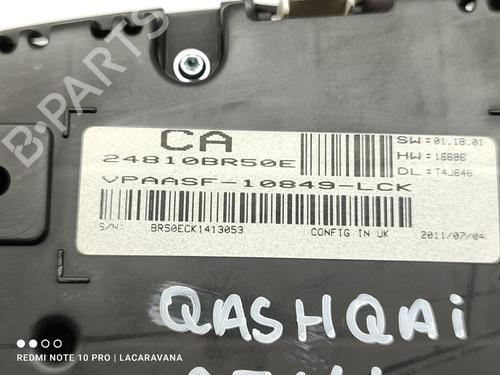 B-PARTS
CA
24810BR50E
VPAASF-10849-LCK
SW: 01.18.01
HW: 16686
DL: T4J646
S/N: BR50ECK1413053
CONFIG IN UK
2011/07/04
QASHQAI
REDMI NOTE 10 PRO | LACARAVANA